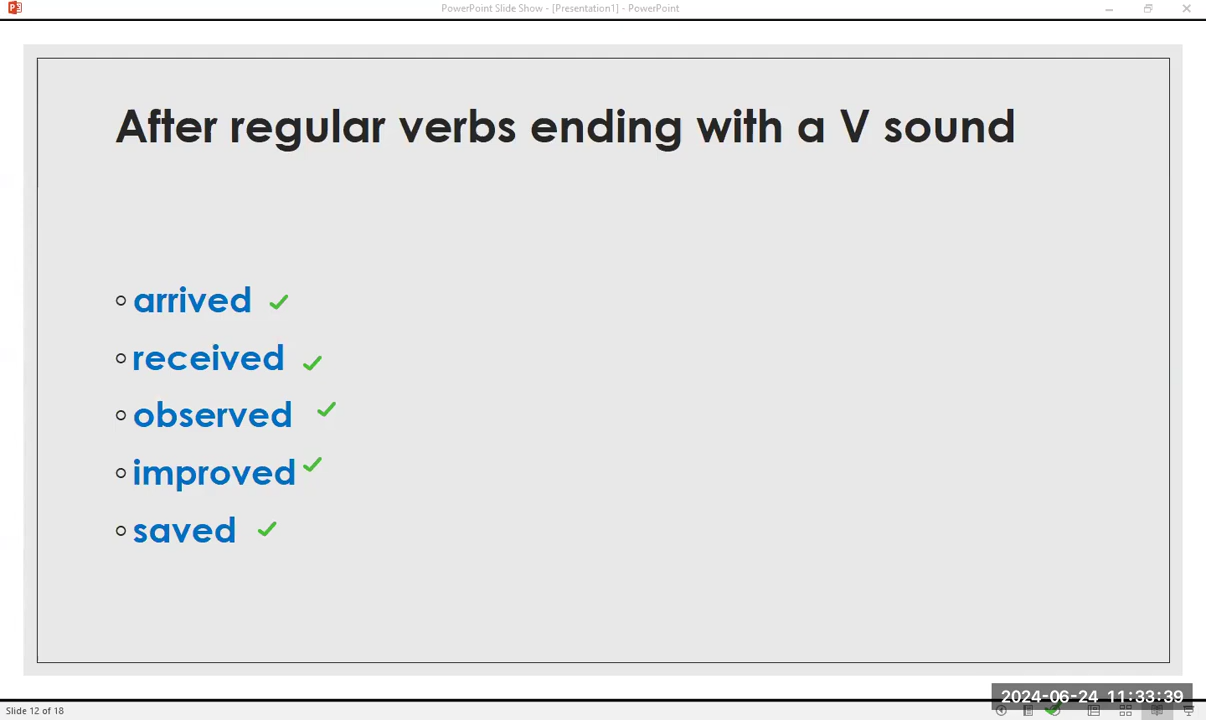 PowerPoint Slide Show - [Presentation1] - PowerPoint
After regular verbs ending with a V sound
arrived
received
observed
improved
saved
2024-06-24 11:33:39
Slide 12 of 18